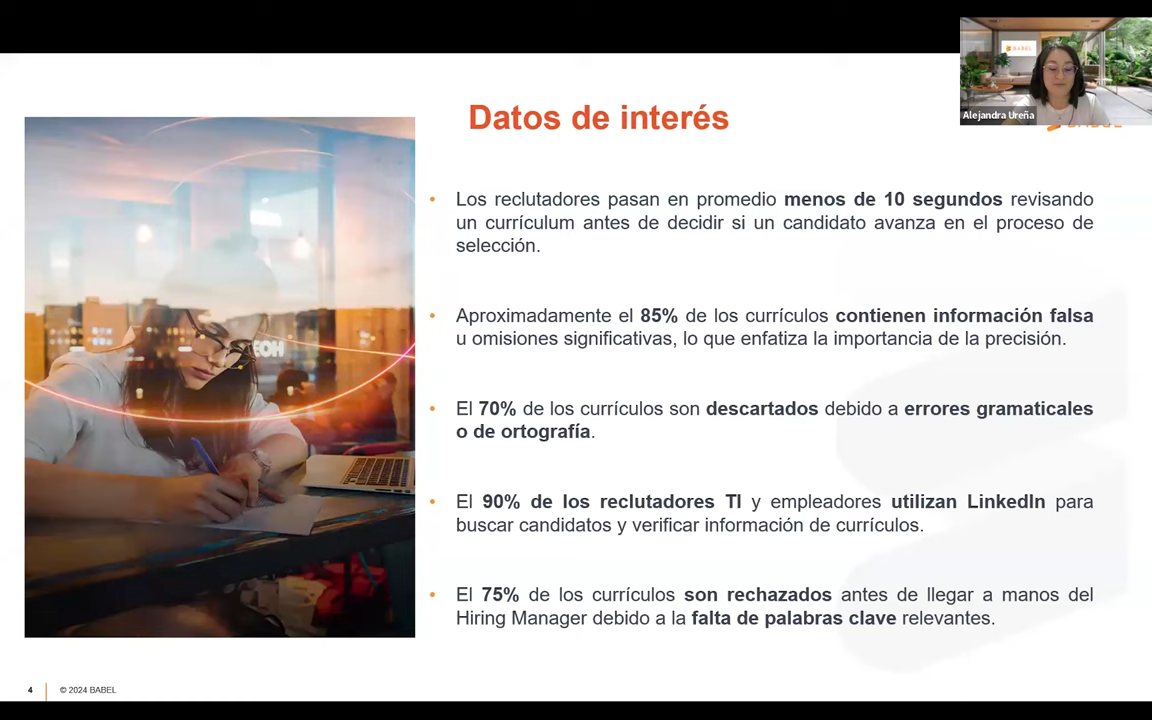 Datos de interés
BABEL
Alejandra Ureña
• Los reclutadores pasan en promedio menos de 10 segundos revisando
un currículum antes de decidir si un candidato avanza en el proceso de
selección.
• Aproximadamente el 85% de los currículos contienen información falsa
u omisiones significativas, lo que enfatiza la importancia de la precisión.
• El 70% de los currículos son descartados debido a errores gramaticales
o de ortografía.
• El 90% de los reclutadores TI y empleadores utilizan LinkedIn para
buscar candidatos y verificar información de currículos.
• El 75% de los currículos son rechazados antes de llegar a manos del
Hiring Manager debido a la falta de palabras clave relevantes.
4
© 2024 BABEL